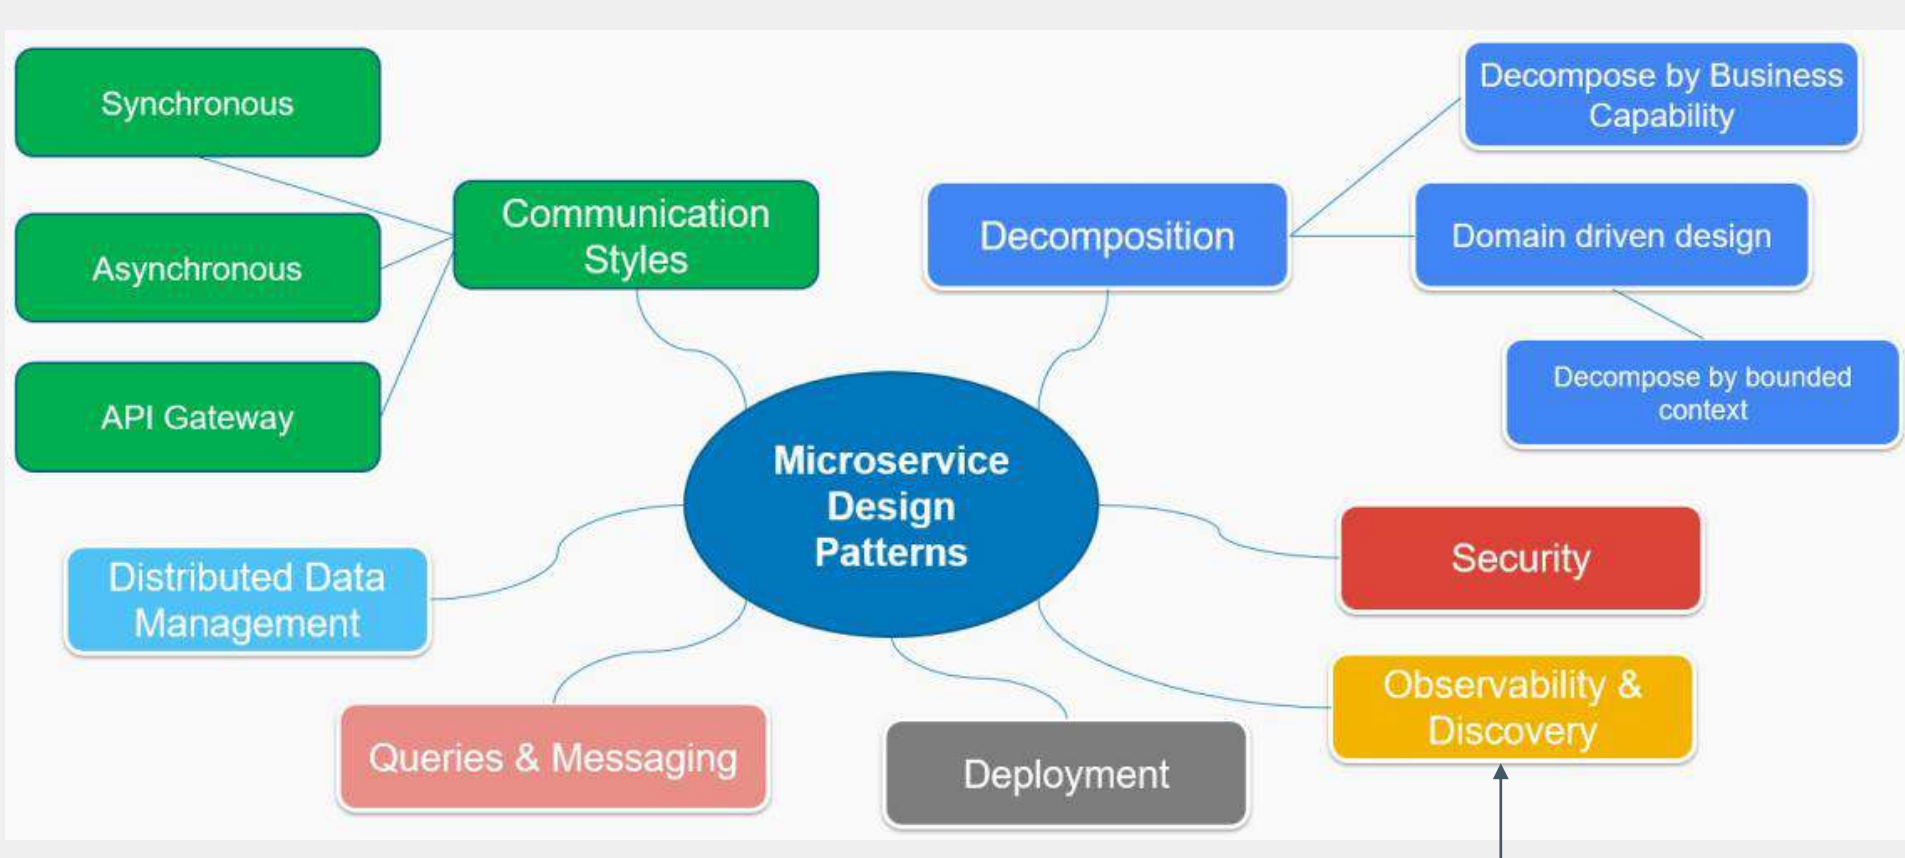 Synchronous
Asynchronous
API Gateway
Communication
Styles
Decomposition
Decompose by Business
Capability
Domain driven design
Decompose by bounded
context
Microservice
Design
Patterns
Distributed Data
Management
Queries & Messaging
Deployment
Security
Observability &
Discovery